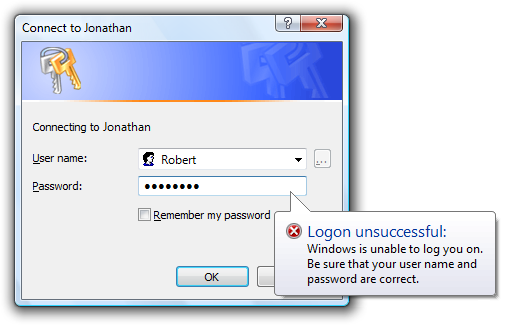 Connect to Jonathan
Connecting to Jonathan
User name:
Robert
...
Password:
●●●●●●●●
Remember my password
Logon unsuccessful:
Windows is unable to log you on.
Be sure that your user name and
password are correct.
OK